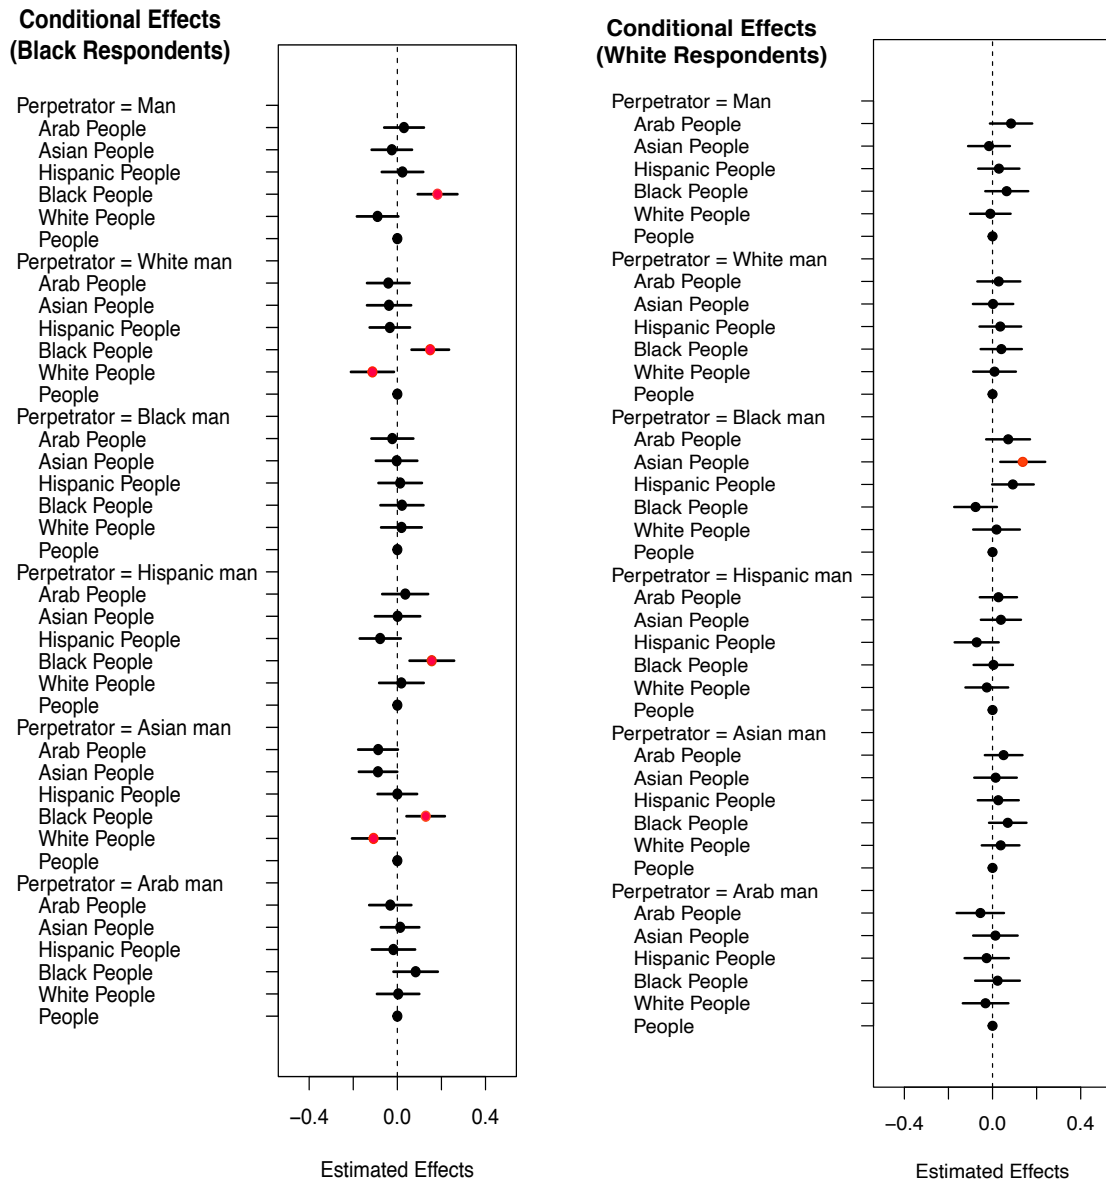 Conditional Effects
(Black Respondents)
Perpetrator = Man
Arab People
Asian People
Hispanic People
Black People
White People
People
Perpetrator = White man
Arab People
Asian People
Hispanic People
Black People
White People
People
Perpetrator = Black man
Arab People
Asian People
Hispanic People
Black People
White People
People
Perpetrator = Hispanic man
Arab People
Asian People
Hispanic People
Black People
White People
People
Perpetrator = Asian man
Arab People
Asian People
Hispanic People
Black People
White People
People
Perpetrator = Arab man
Arab People
Asian People
Hispanic People
Black People
White People
People
−0.4 0.0 0.4
Estimated Effects
Conditional Effects
(White Respondents)
Perpetrator = Man
Arab People
Asian People
Hispanic People
Black People
White People
People
Perpetrator = White man
Arab People
Asian People
Hispanic People
Black People
White People
People
Perpetrator = Black man
Arab People
Asian People
Hispanic People
Black People
White People
People
Perpetrator = Hispanic man
Arab People
Asian People
Hispanic People
Black People
White People
People
Perpetrator = Asian man
Arab People
Asian People
Hispanic People
Black People
White People
People
Perpetrator = Arab man
Arab People
Asian People
Hispanic People
Black People
White People
People
−0.4 0.0 0.4
Estimated Effects